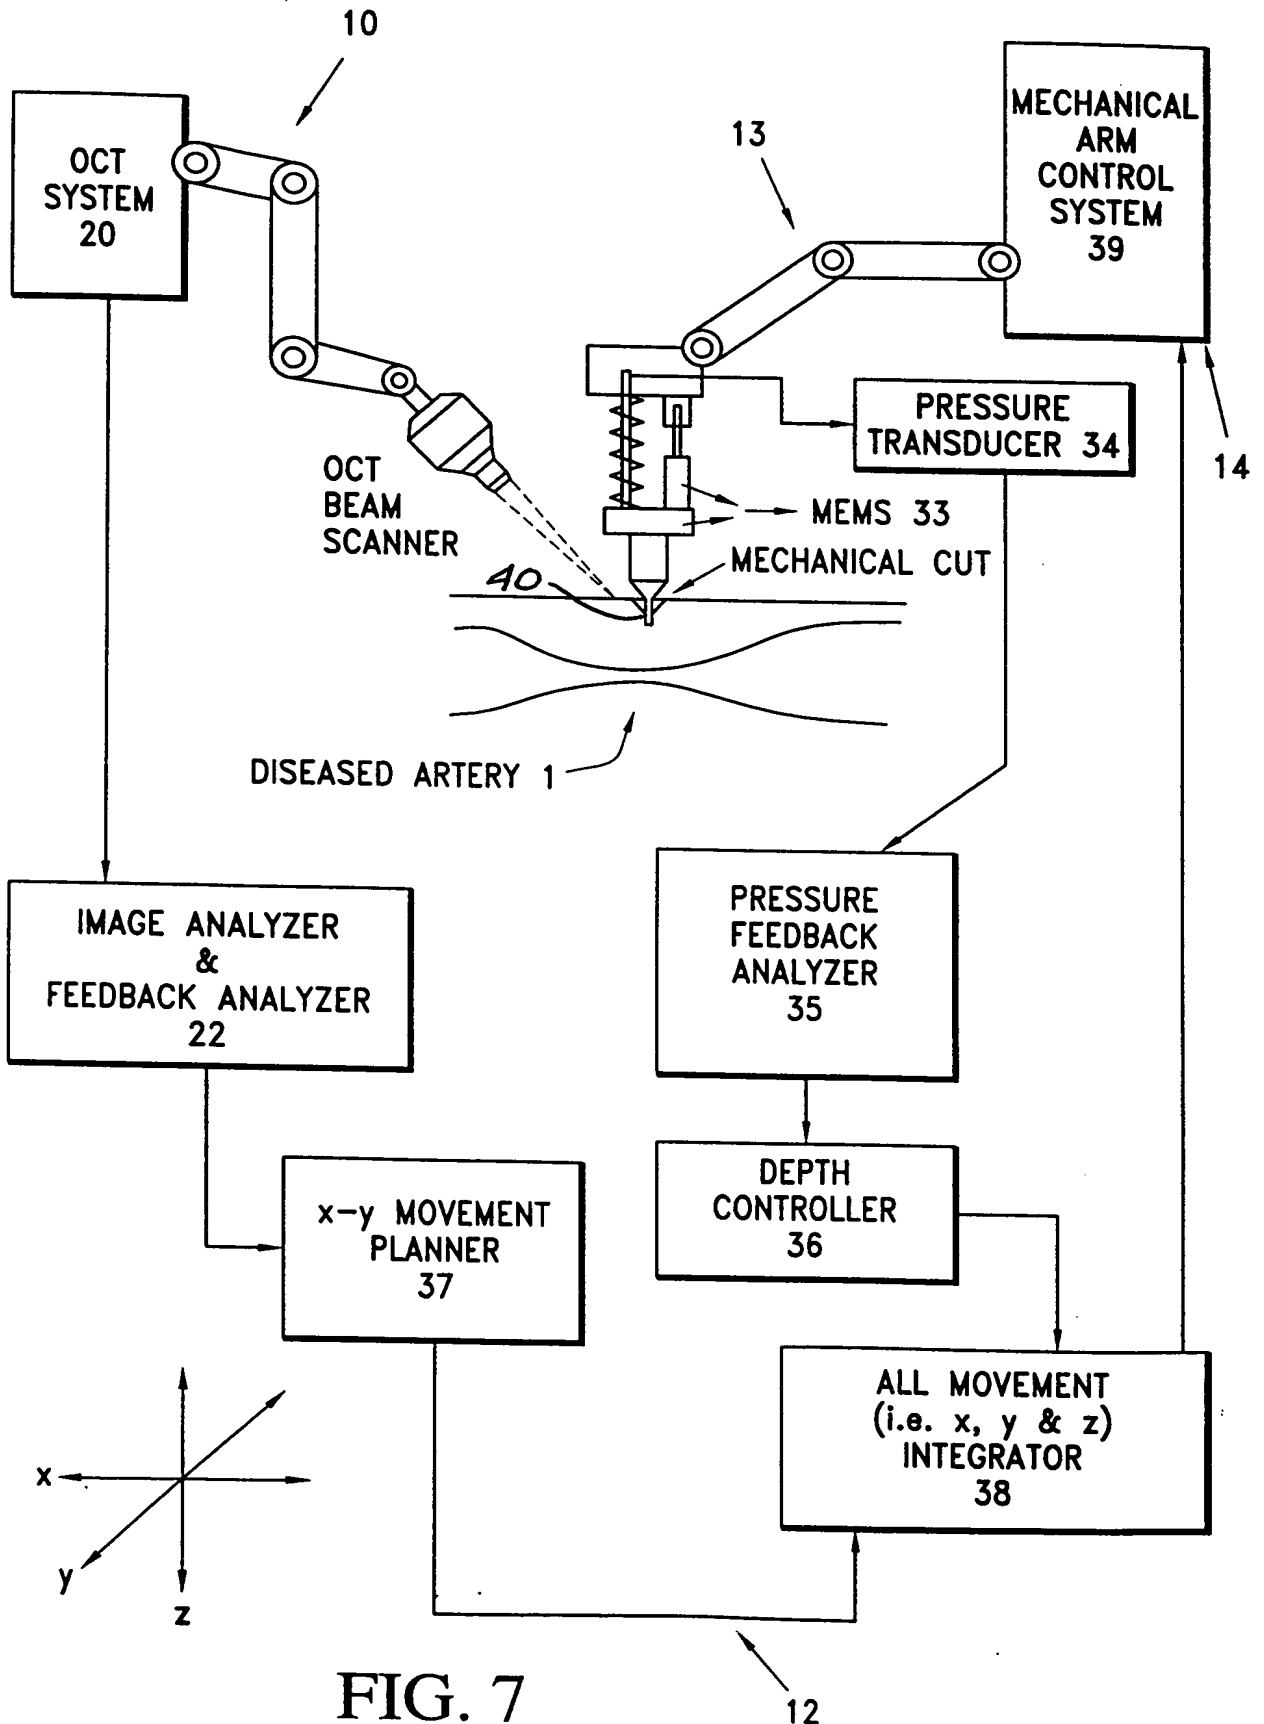 10
OCT
SYSTEM
20
13
MECHANICAL
ARM
CONTROL
SYSTEM
39
14
PRESSURE
TRANSDUCER 34
OCT
BEAM
SCANNER
MEMS 33
MECHANICAL CUT
40
DISEASED ARTERY 1
IMAGE ANALYZER
&
FEEDBACK ANALYZER
22
PRESSURE
FEEDBACK
ANALYZER
35
x-y MOVEMENT
PLANNER
37
DEPTH
CONTROLLER
36
ALL MOVEMENT
(i.e. x, y & z)
INTEGRATOR
38
x
y
z
12
FIG. 7